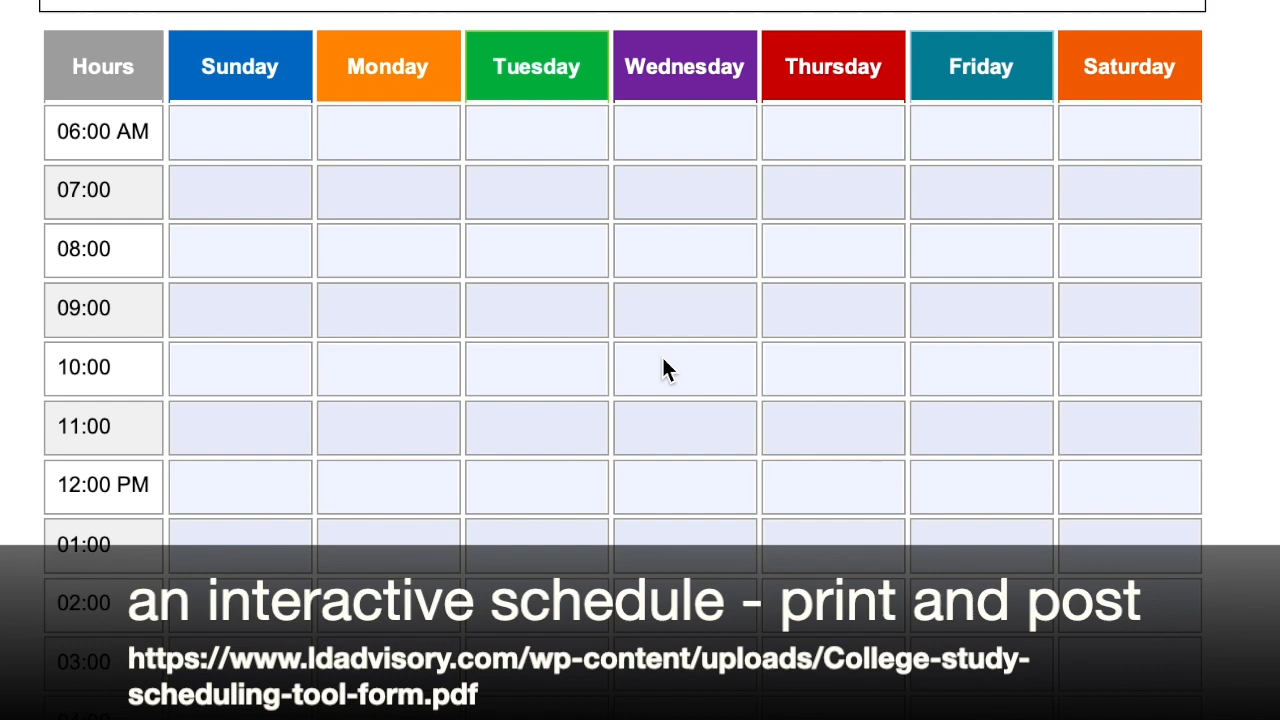 Hours Sunday Monday Tuesday Wednesday Thursday Friday Saturday
06:00 AM
07:00
08:00
09:00
10:00
11:00
12:00 PM
01:00
02:00
03:00
04:00
an interactive schedule - print and post
https://www.ldadvisory.com/wp-content/uploads/College-study-
scheduling-tool-form.pdf